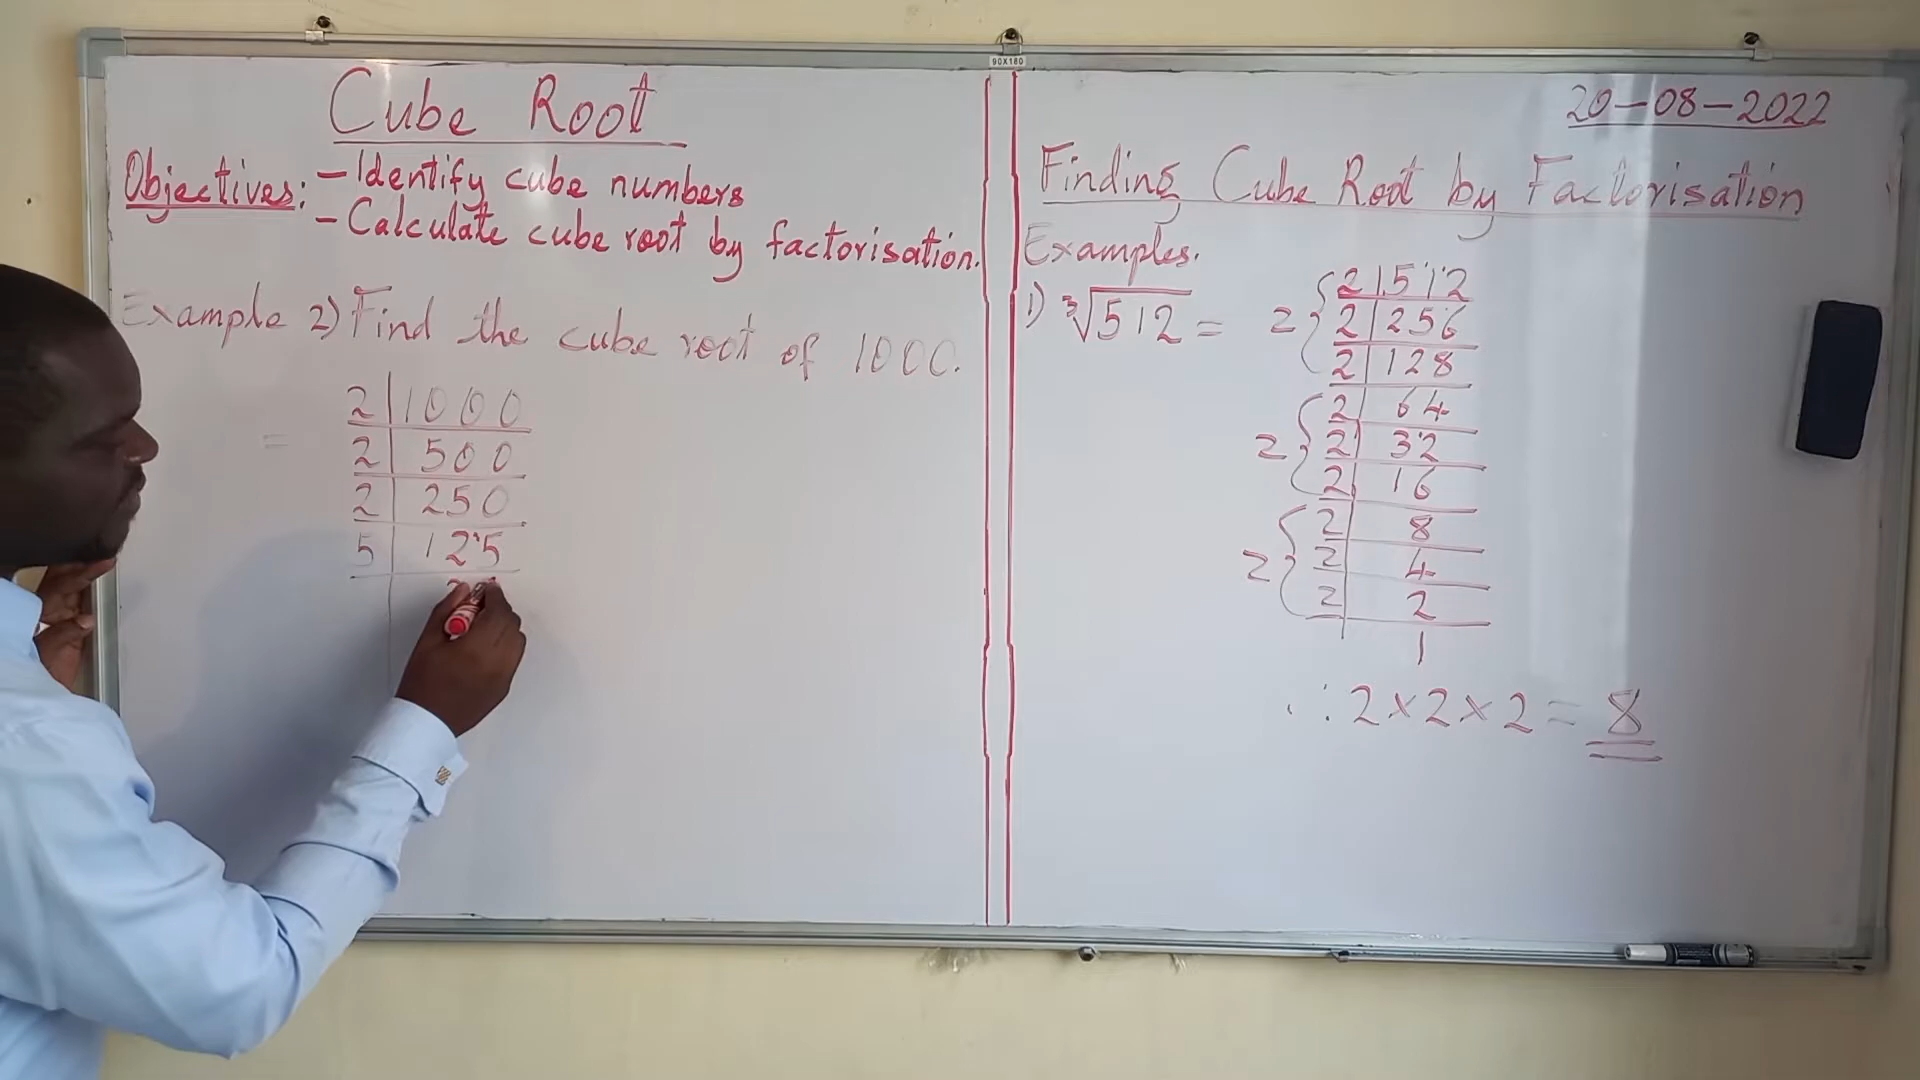 Cube Root
Objectives: - Identify cube numbers
- Calculate cube root by factorisation.
Example 2) Find the cube root of 1000.
=
2 | 1000
2 | 500
2 | 250
5 | 125
90X180
20-08-2022
Finding Cube Root by Factorisation
Examples.
1) ³√512 =
2 { 2 | 512
2 | 256
2 | 128
2 { 2 | 64
2 | 32
2 | 16
2 { 2 | 8
2 | 4
2 | 2
1
∴ 2×2×2 = 8